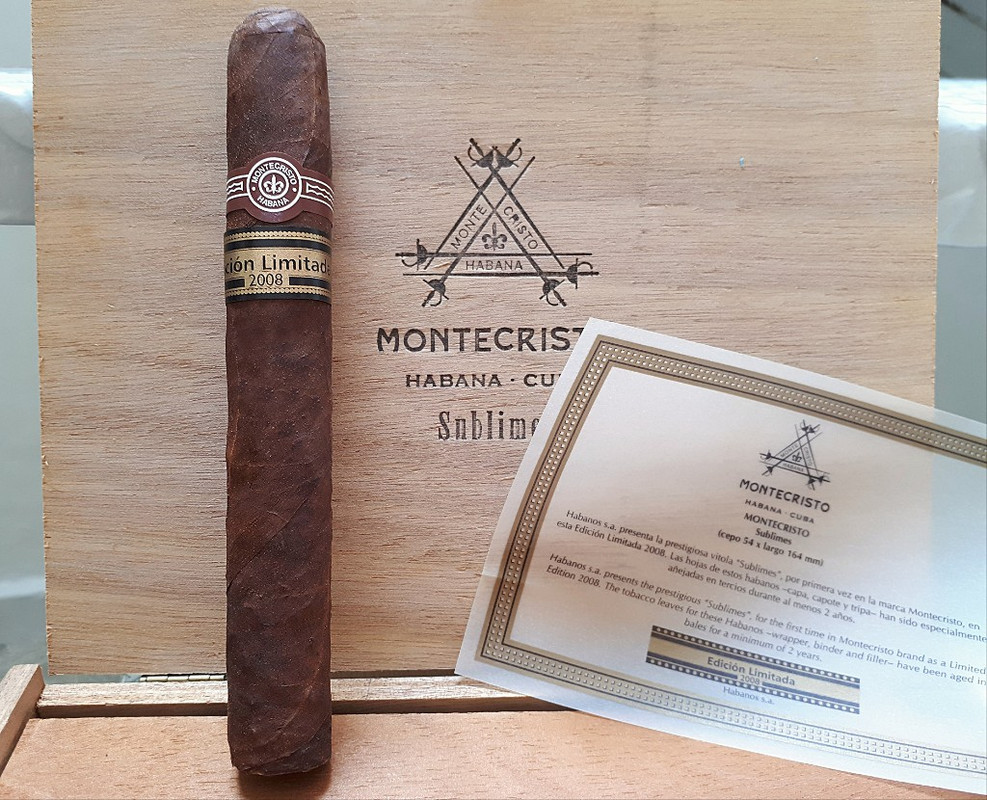 MONTECRISTO
HABANA
ción Limitad
2008
MONTE CRISTO
HABANA
MONTECRIST
HABANA · CU
Sublime
MONTECRISTO
HABANA
MONTECRISTO
HABANA · CUBA
MONTECRISTO
Sublimes
(cepo 54 x largo 164 mm)
Habanos s.a. presenta la prestigiosa vitola "Sublimes", por primera vez en la marca Montecristo, en
esta Edición Limitada 2008. Las hojas de estos habanos –capa, capote y tripa– han sido especialmente
añejadas en tercios durante al menos 2 años.
Habanos s.a. presents the prestigious "Sublimes", for the first time in Montecristo brand as a Limited
Edition 2008. The tobacco leaves for these Habanos –wrapper, binder and filler– have been aged in
bales for a minimum of 2 years.
Edición Limitada
2008
Habanos s.a.